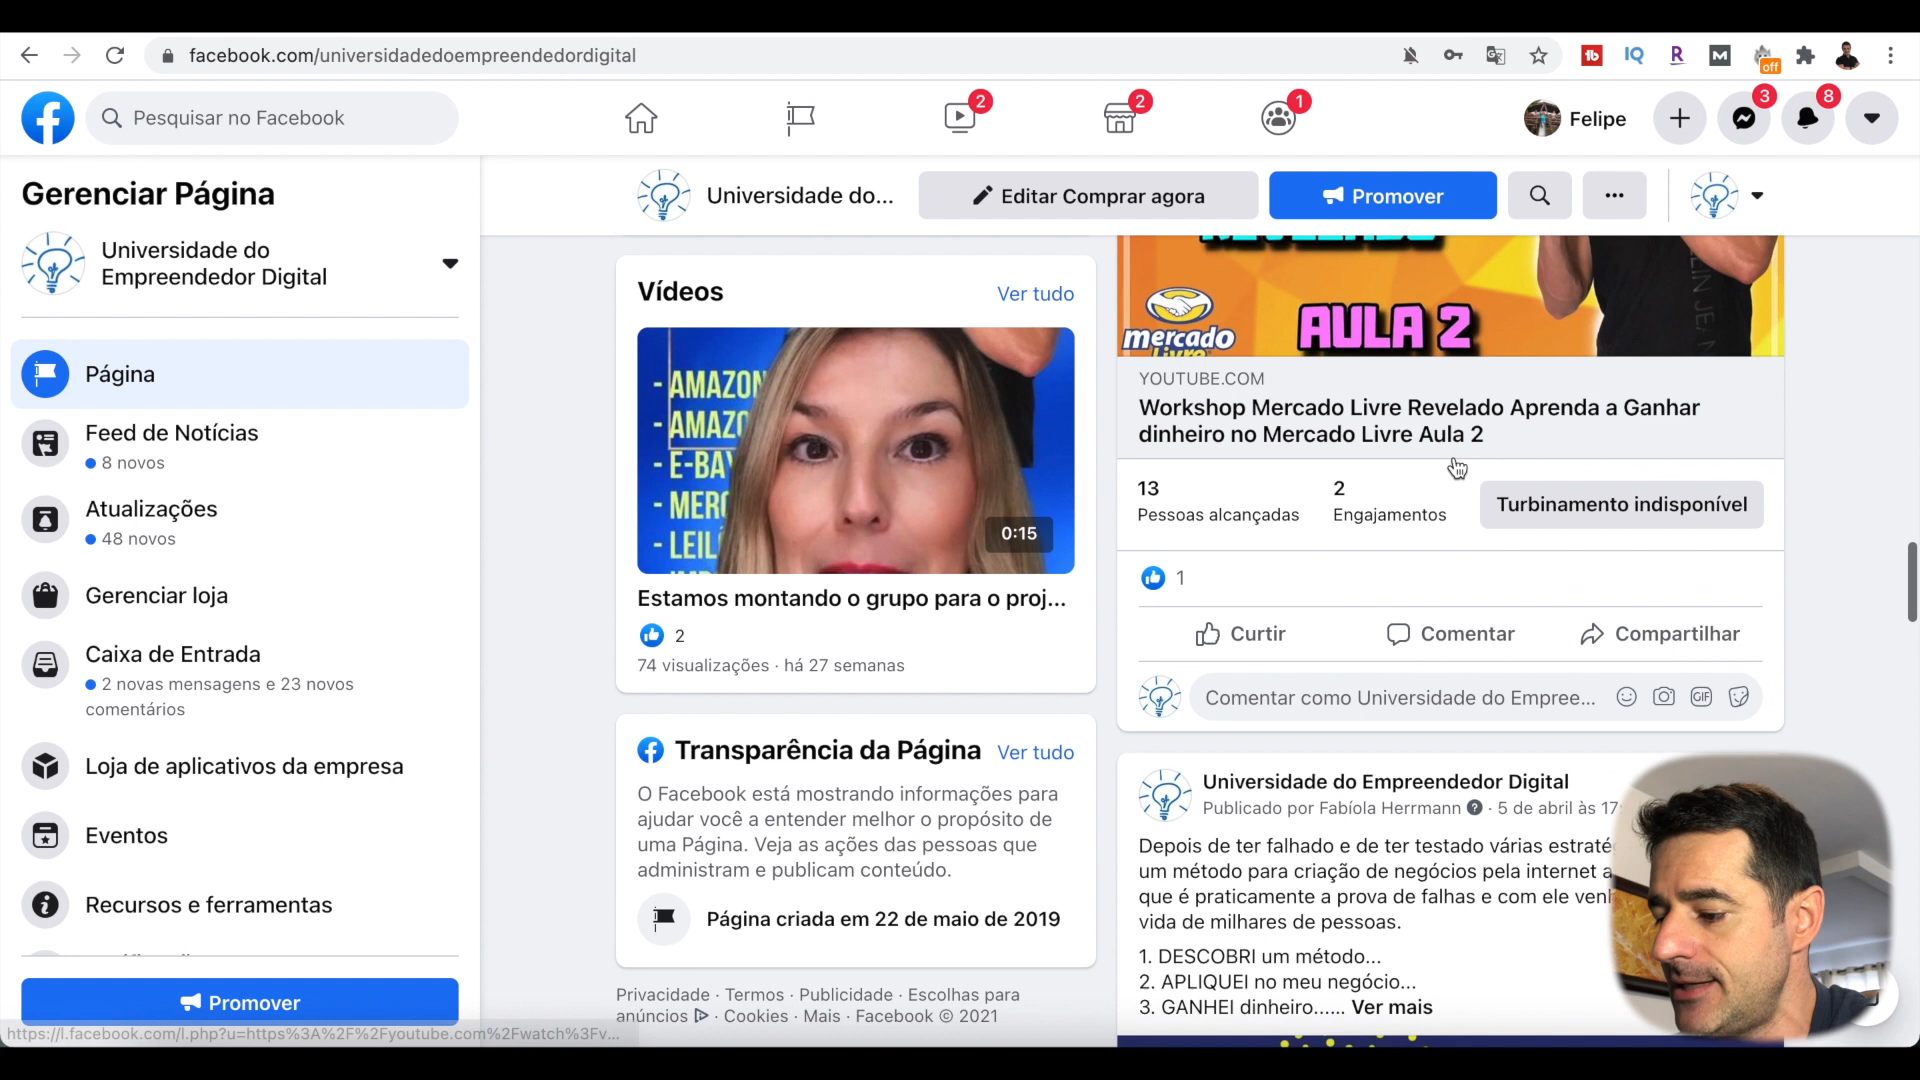 facebook.com/universidadedoempreendedordigital
off
Pesquisar no Facebook
2
2
1
Felipe
3
8
Gerenciar Página
Universidade do
Empreendedor Digital
Universidade do...
Editar Comprar agora
Promover
Página
Feed de Notícias
8 novos
Atualizações
48 novos
Gerenciar loja
Caixa de Entrada
2 novas mensagens e 23 novos
comentários
Loja de aplicativos da empresa
Eventos
Recursos e ferramentas
Promover
https://l.facebook.com/l.php?u=https%3A%2F%2Fyoutube.com%2Fwatch%3Fv...
Vídeos
Ver tudo
- AMAZON
- E-BAY
0:15
Estamos montando o grupo para o proj...
2
74 visualizações · há 27 semanas
Transparência da Página
Ver tudo
O Facebook está mostrando informações para
ajudar você a entender melhor o propósito de
uma Página. Veja as ações das pessoas que
administram e publicam conteúdo.
Página criada em 22 de maio de 2019
Privacidade · Termos · Publicidade · Escolhas para
anúncios · Cookies · Mais · Facebook © 2021
mercado
AULA 2
YOUTUBE.COM
Workshop Mercado Livre Revelado Aprenda a Ganhar
dinheiro no Mercado Livre Aula 2
13
Pessoas alcançadas
2
Engajamentos
Turbinamento indisponível
1
Curtir
Comentar
Compartilhar
Comentar como Universidade do Empree...
GIF
Universidade do Empreendedor Digital
Publicado por Fabíola Herrmann · 5 de abril às
Depois de ter falhado e de ter testado várias
um método para criação de negócios pela internet
que é praticamente a prova de falhas e com ele
vida de milhares de pessoas.
1. DESCOBRI um método...
2. APLIQUEI no meu negócio...
3. GANHEI dinheiro...... Ver mais